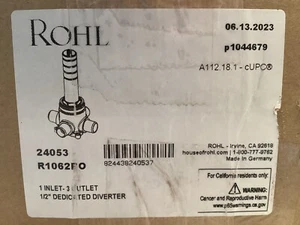 ROHL
06.13.2023
p1044679
A112.18.1 - cUPC®
24053
R1062BO
824438240537
ROHL - Irvine, CA 92618
houseofrohl.com | 1-800-777-9762
Made in Germany
1 INLET- 3 OUTLET
1/2" DEDICATED DIVERTER
For California residents only:
WARNING:
Cancer and Reproductive Harm
www.p65warnings.ca.gov